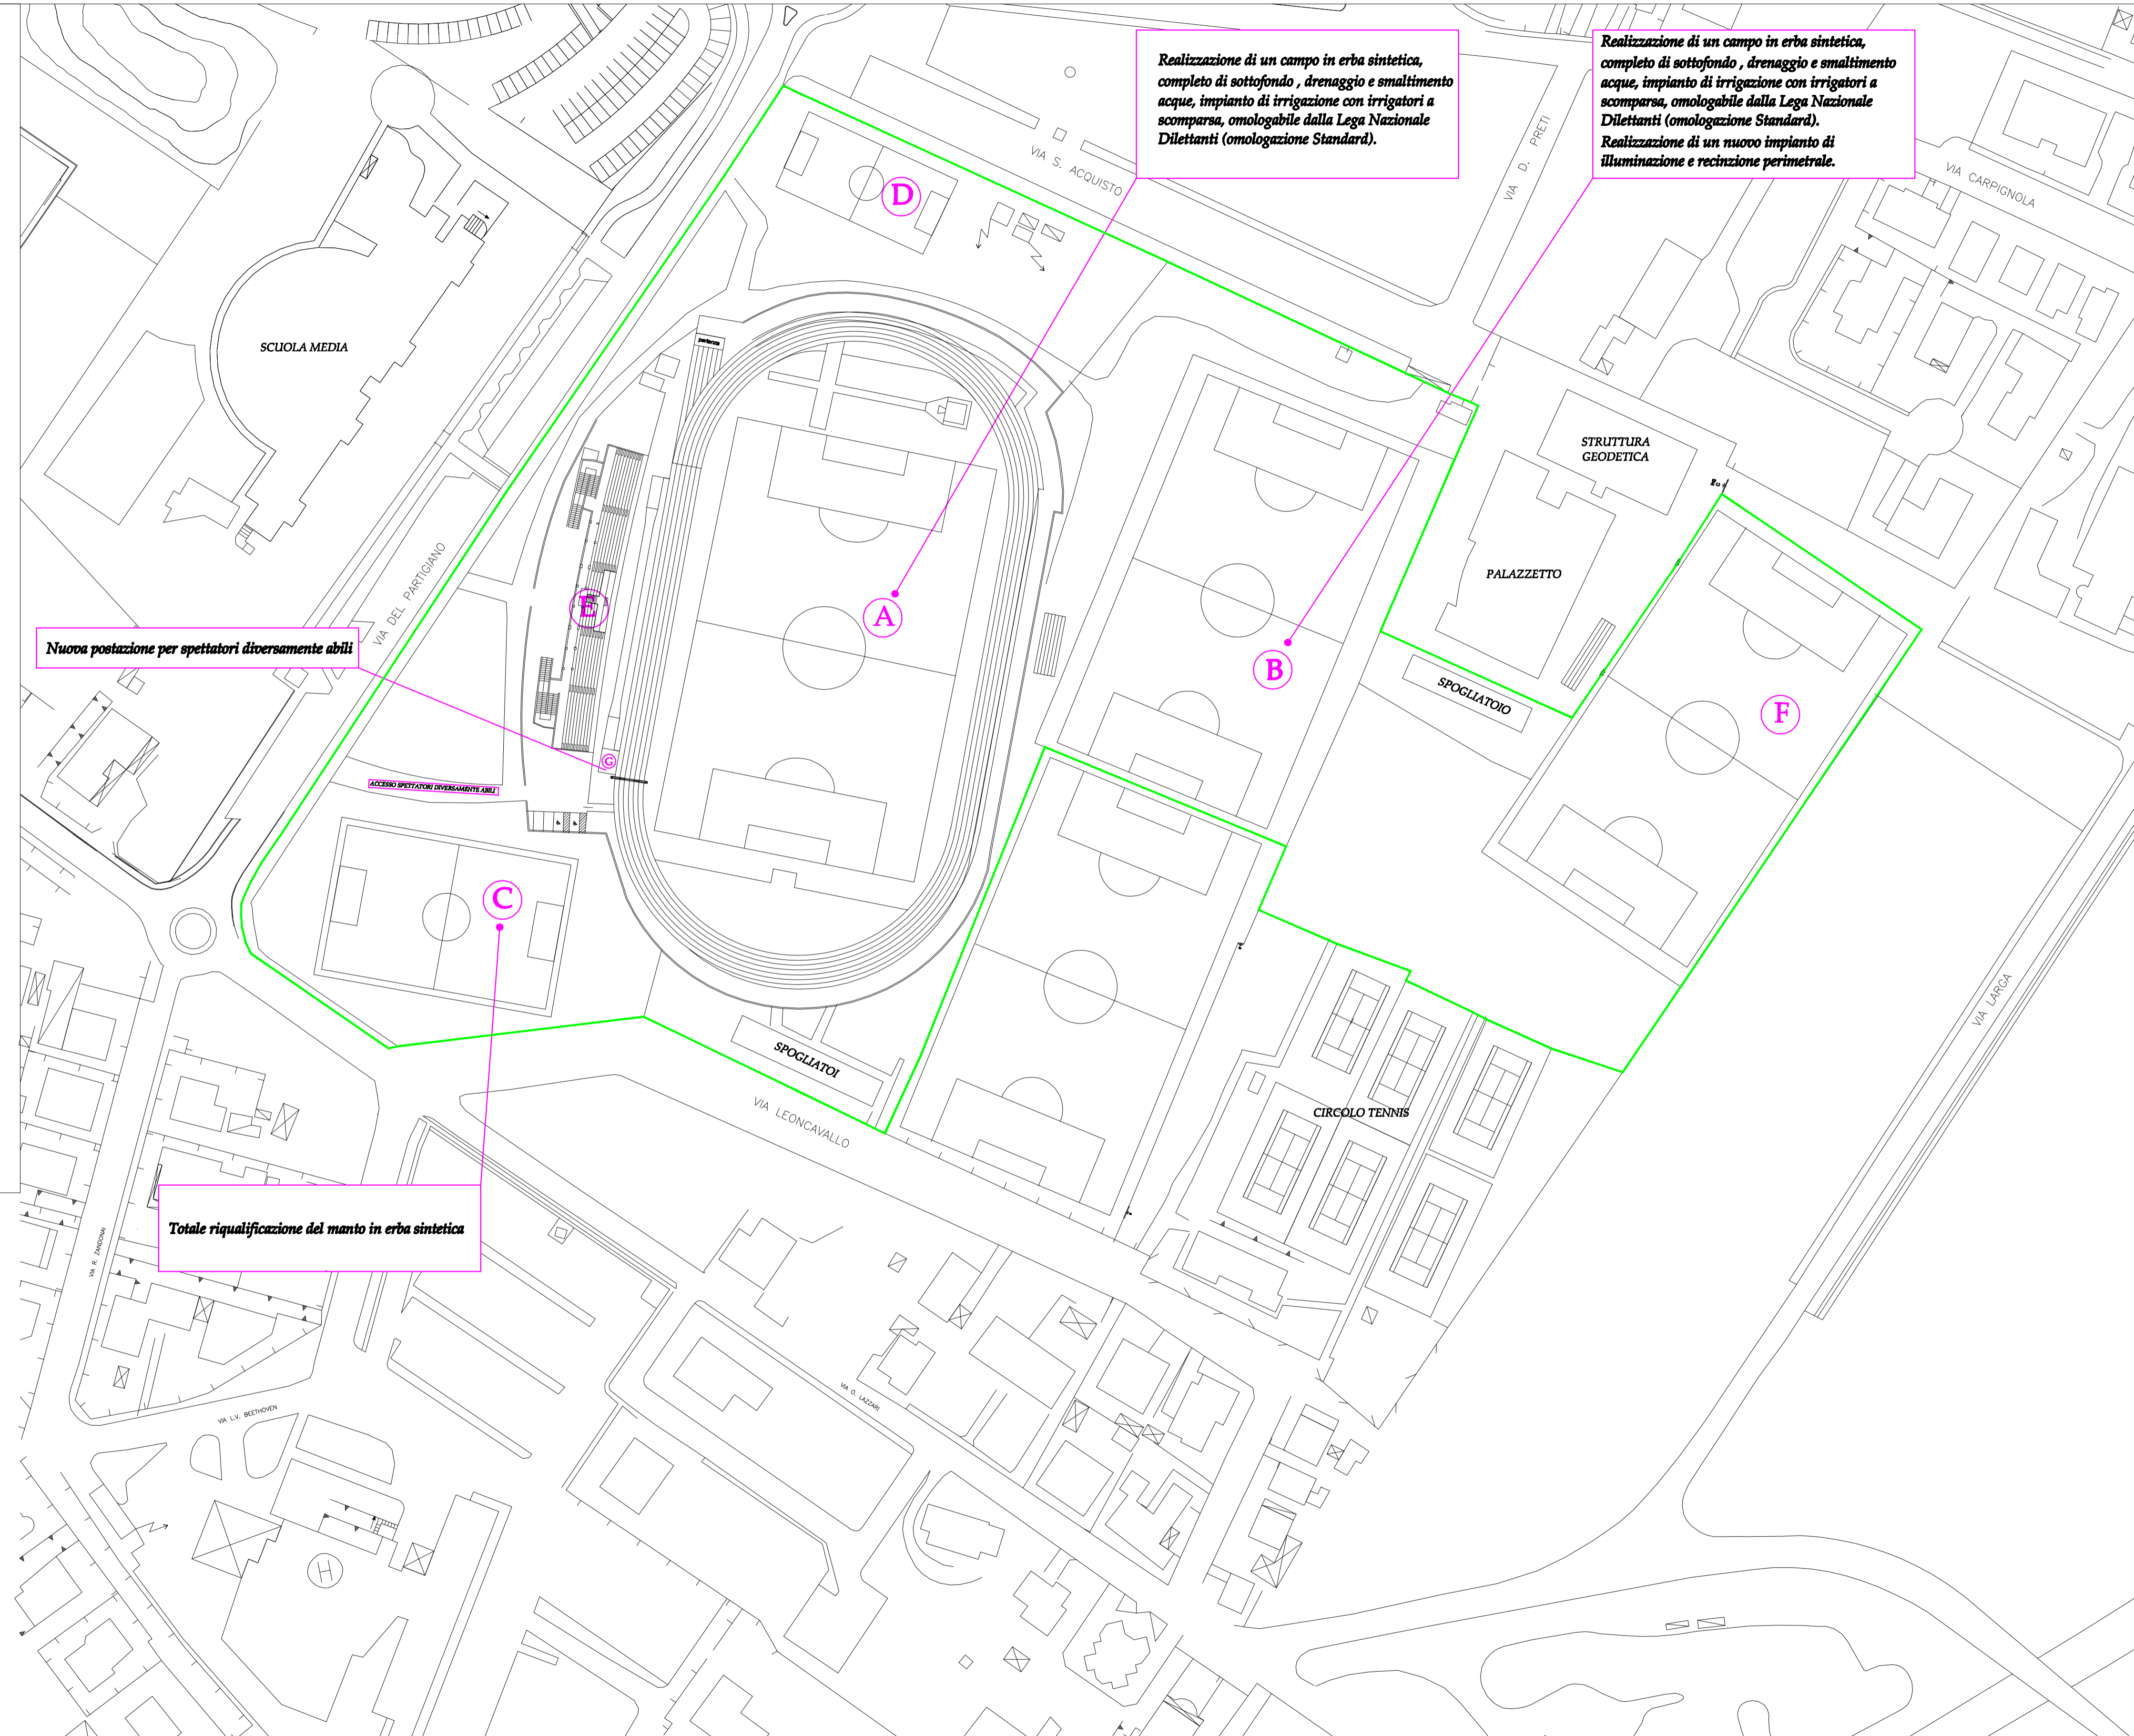 Realizzazione di un campo in erba sintetica,
completo di sottofondo , drenaggio e smaltimento
acque, impianto di irrigazione con irrigatori a
scomparsa, omologabile dalla Lega Nazionale
Dilettanti (omologazione Standard).
Realizzazione di un campo in erba sintetica,
completo di sottofondo , drenaggio e smaltimento
acque, impianto di irrigazione con irrigatori a
scomparsa, omologabile dalla Lega Nazionale
Dilettanti (omologazione Standard).
Realizzazione di un nuovo impianto di
illuminazione e recinzione perimetrale.
VIA S. ACQUISTO
VIA D. PRETI
VIA CARPIGNOLA
D
SCUOLA MEDIA
partenza
STRUTTURA
GEODETICA
PALAZZETTO
VIA DEL PARTIGIANO
E
A
B
Nuova postazione per spettatori diversamente abili
SPOGLIATOIO
F
G
ACCESSO SPETTATORI DIVERSAMENTE ABILI
C
VIA LARGA
SPOGLIATOI
VIA LEONCAVALLO
CIRCOLO TENNIS
Totale riqualificazione del manto in erba sintetica
VIA R. ZANDONAI
VIA G. LAZZARI
VIA L.V. BEETHOVEN
H